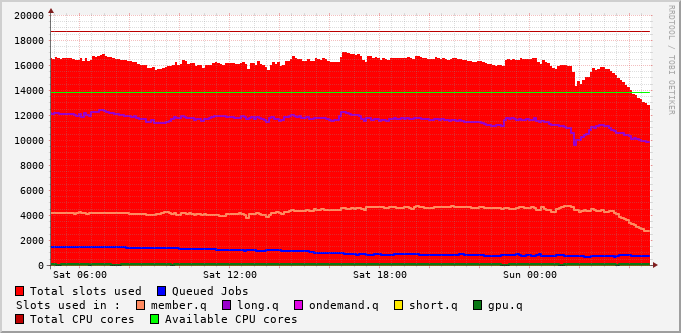 20000
18000
16000
14000
12000
10000
8000
6000
4000
2000
0
Sat 06:00 Sat 12:00 Sat 18:00 Sun 00:00
RRDTOOL / TOBI OETIKER
Total slots used Queued Jobs
Slots used in : member.q long.q ondemand.q short.q gpu.q
Total CPU cores Available CPU cores